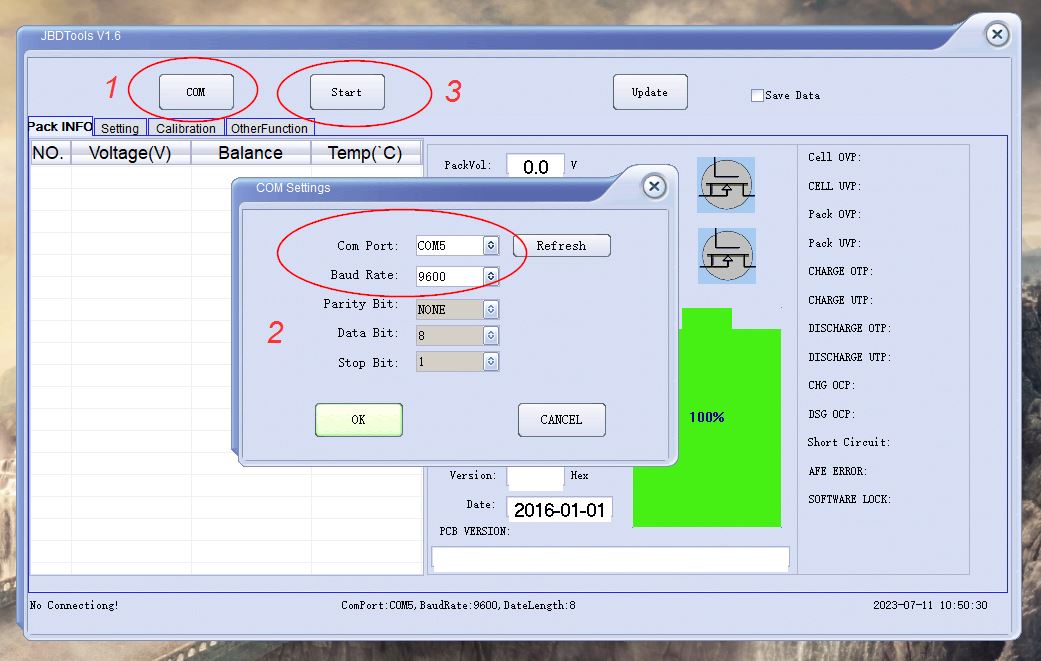 JBDTools V1.6
1 COM Start 3 Update Save Data
Pack INFO Setting Calibration OtherFunction
NO. Voltage(V) Balance Temp(`C)
PackVol: 0.0 V
COM Settings
Com Port: COM5 Refresh
Baud Rate: 9600
Parity Bit: NONE
2
Data Bit: 8
Stop Bit: 1
OK CANCEL
100%
Version: Hex
Date: 2016-01-01
PCB VERSION:
Cell OVP:
CELL UVP:
Pack OVP:
Pack UVP:
CHARGE OTP:
CHARGE UTP:
DISCHARGE OTP:
DISCHARGE UTP:
CHG OCP:
DSG OCP:
Short Circuit:
AFE ERROR:
SOFTWARE LOCK:
No Connectiong! ComPort:COM5,BaudRate:9600,DateLength:8 2023-07-11 10:50:30